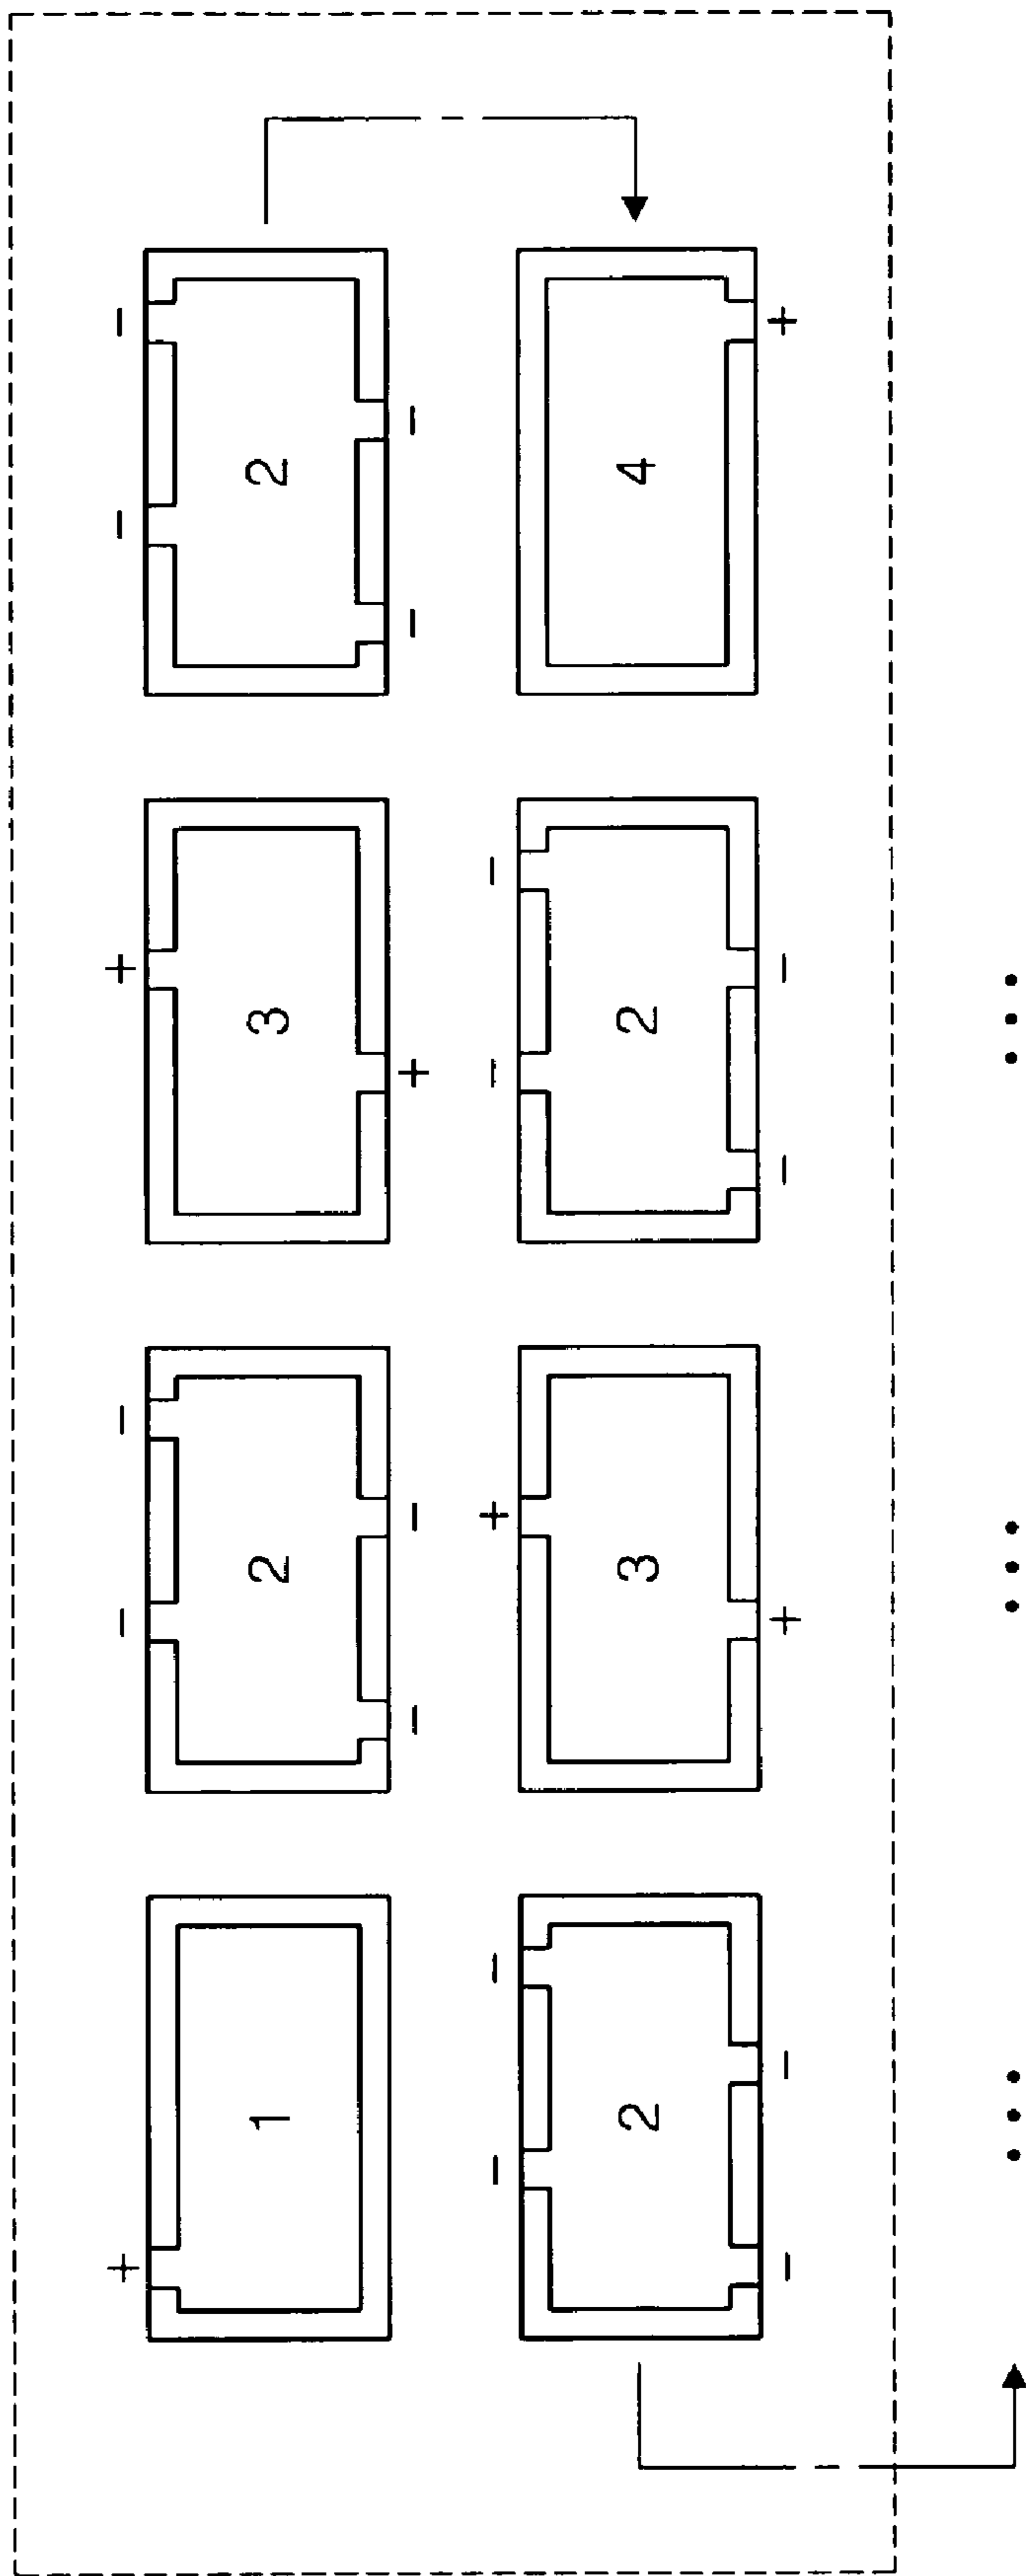 + − − + − −
1 2 3 2
− − + − −
− − + − −
2 3 2 4
− − + − − +
... ... ...